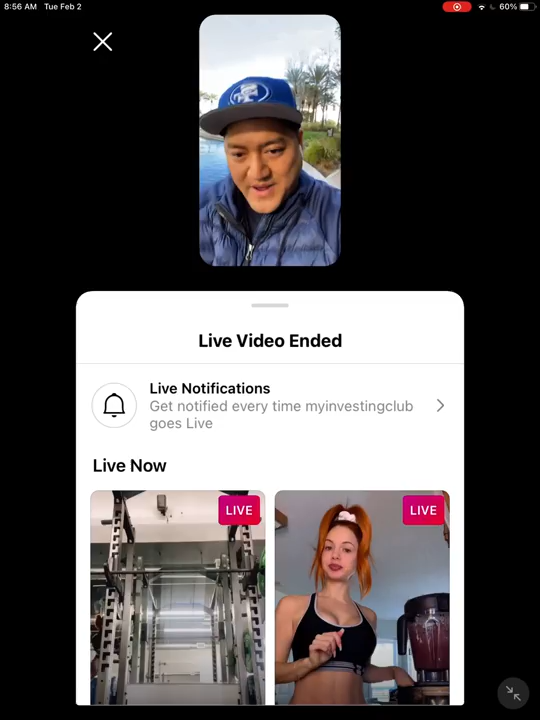 8:56 AM Tue Feb 2
60%
Live Video Ended
Live Notifications
Get notified every time myinvestingclub
goes Live
Live Now
LIVE
LIVE